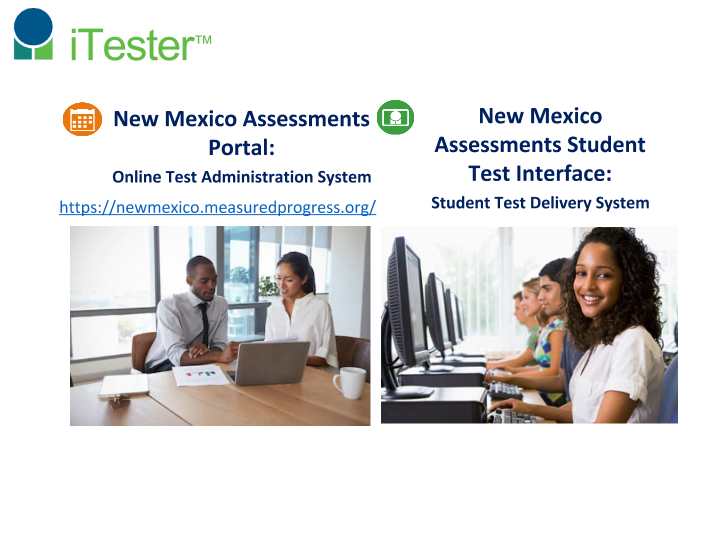 iTester™
New Mexico Assessments
Portal:
Online Test Administration System
https://newmexico.measuredprogress.org/
New Mexico
Assessments Student
Test Interface:
Student Test Delivery System